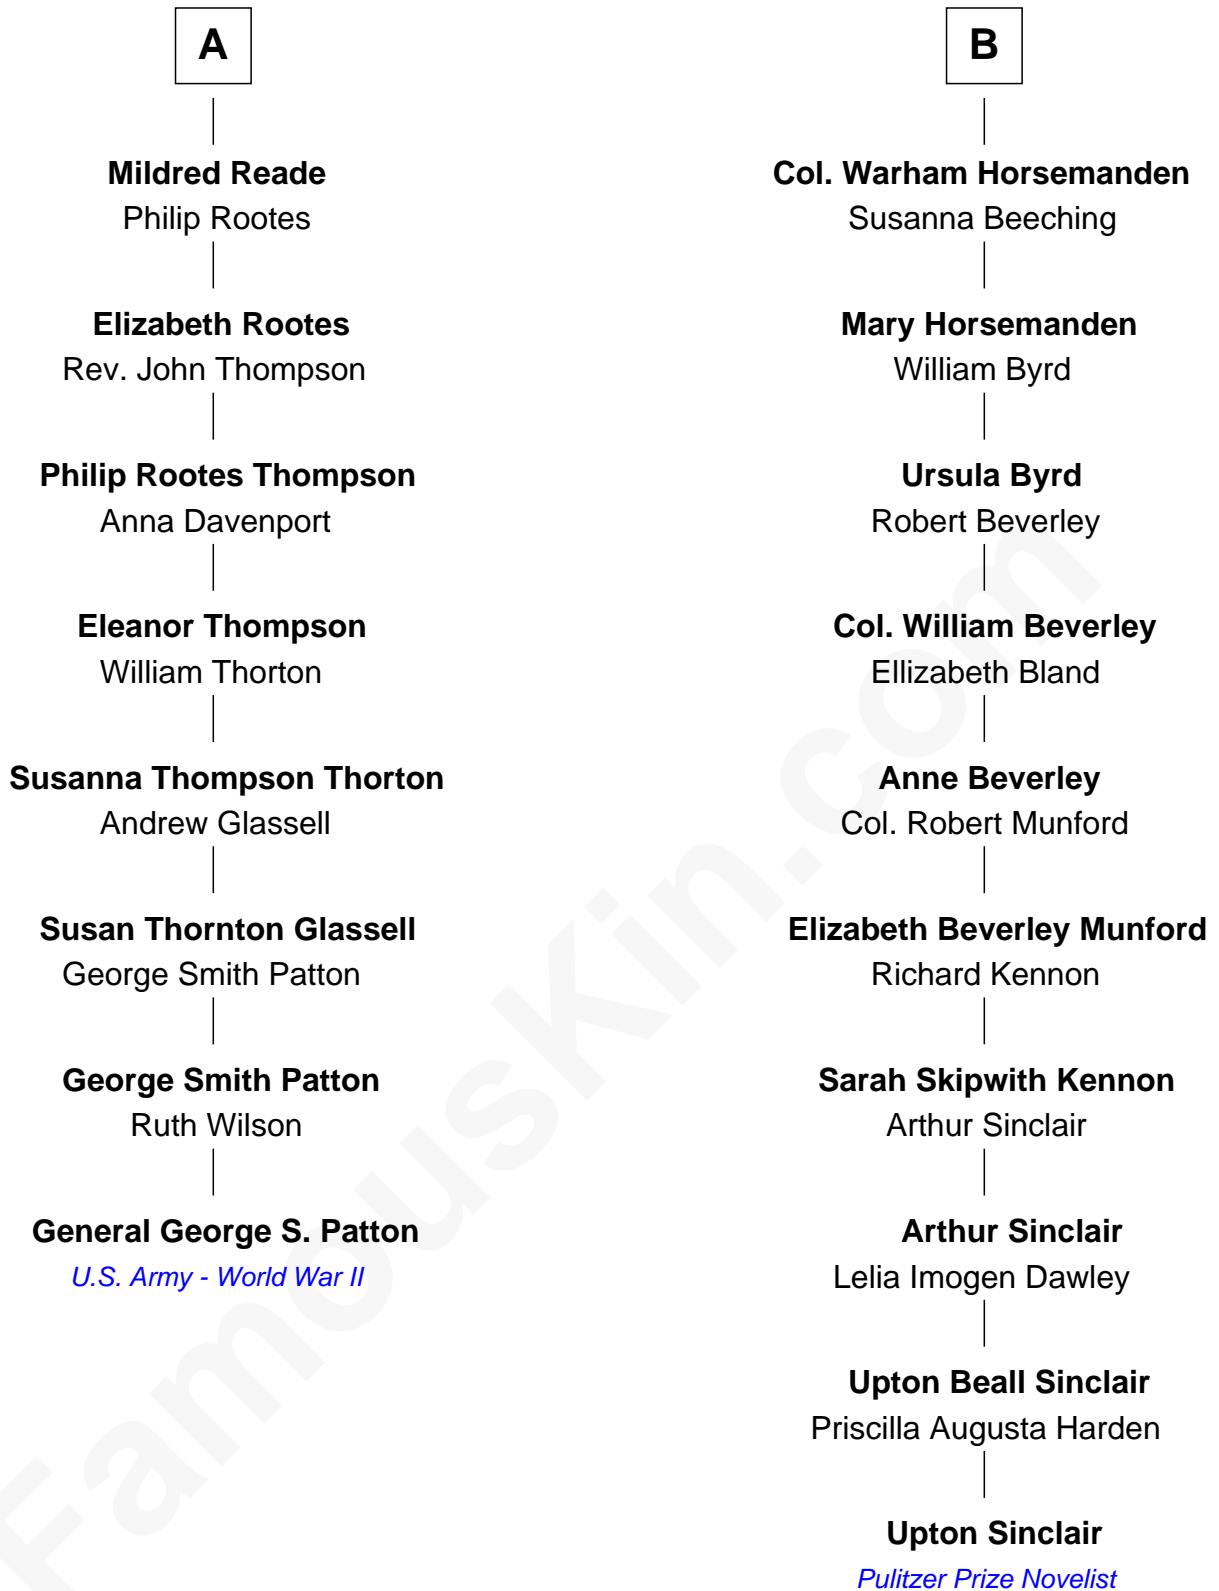 A
Mildred Reade
Philip Rootes
Elizabeth Rootes
Rev. John Thompson
Philip Rootes Thompson
Anna Davenport
Eleanor Thompson
William Thorton
Susanna Thompson Thorton
Andrew Glassell
Susan Thornton Glassell
George Smith Patton
George Smith Patton
Ruth Wilson
General George S. Patton
U.S. Army - World War II
B
Col. Warham Horsemanden
Susanna Beeching
Mary Horsemanden
William Byrd
Ursula Byrd
Robert Beverley
Col. William Beverley
Ellizabeth Bland
Anne Beverley
Col. Robert Munford
Elizabeth Beverley Munford
Richard Kennon
Sarah Skipwith Kennon
Arthur Sinclair
Arthur Sinclair
Lelia Imogen Dawley
Upton Beall Sinclair
Priscilla Augusta Harden
Upton Sinclair
Pulitzer Prize Novelist
FamousKin.com